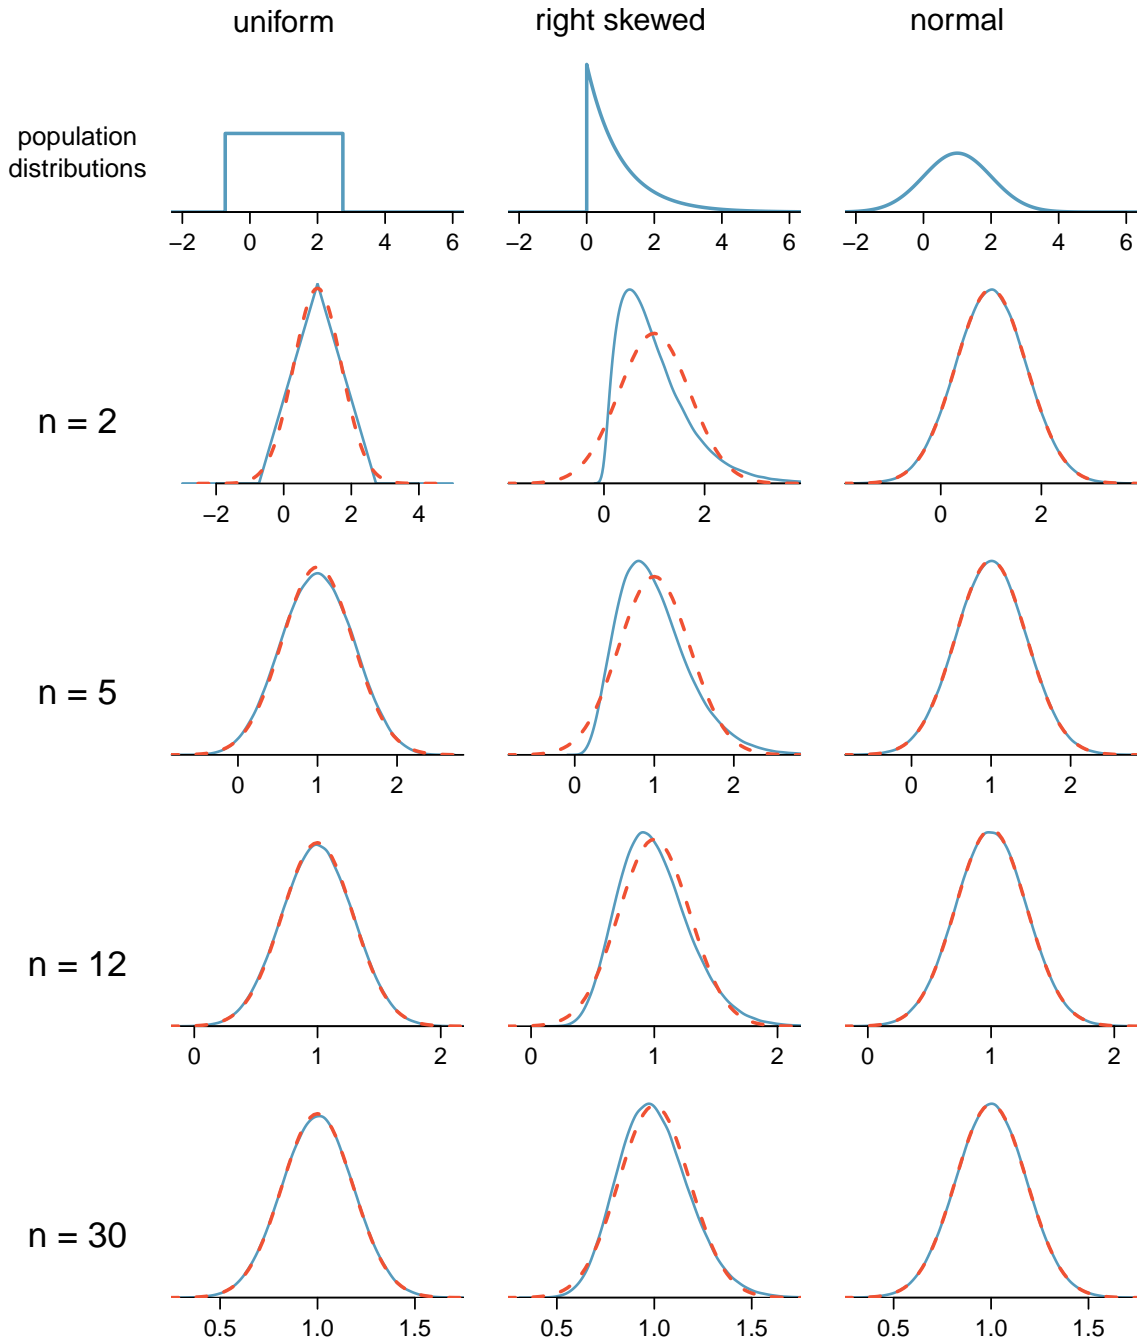 uniform right skewed normal
population
distributions
−2 0 2 4 6 −2 0 2 4 6 −2 0 2 4 6
n = 2
−2 0 2 4 0 2 0 2
n = 5
0 1 2 0 1 2 0 1 2
n = 12
0 1 2 0 1 2 0 1 2
n = 30
0.5 1.0 1.5 0.5 1.0 1.5 0.5 1.0 1.5